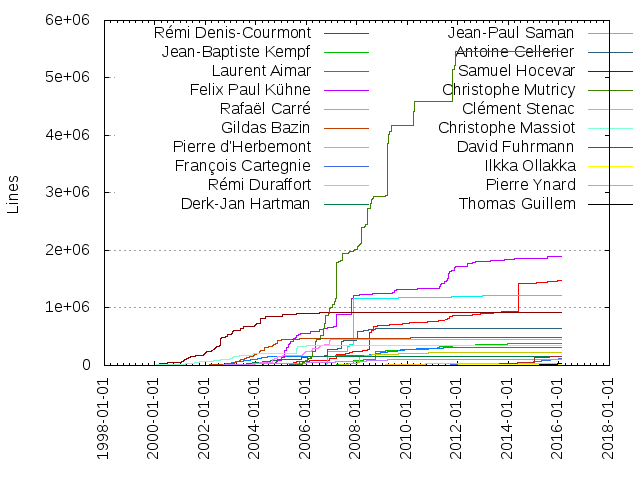 6e+06
5e+06
4e+06
3e+06
2e+06
1e+06
0
Lines
Rémi Denis-Courmont
Jean-Baptiste Kempf
Laurent Aimar
Felix Paul Kühne
Rafaël Carré
Gildas Bazin
Pierre d'Herbemont
François Cartegnie
Rémi Duraffort
Derk-Jan Hartman
Jean-Paul Saman
Antoine Cellerier
Samuel Hocevar
Christophe Mutricy
Clément Stenac
Christophe Massiot
David Fuhrmann
Ilkka Ollakka
Pierre Ynard
Thomas Guillem
1998-01-01
2000-01-01
2002-01-01
2004-01-01
2006-01-01
2008-01-01
2010-01-01
2012-01-01
2014-01-01
2016-01-01
2018-01-01